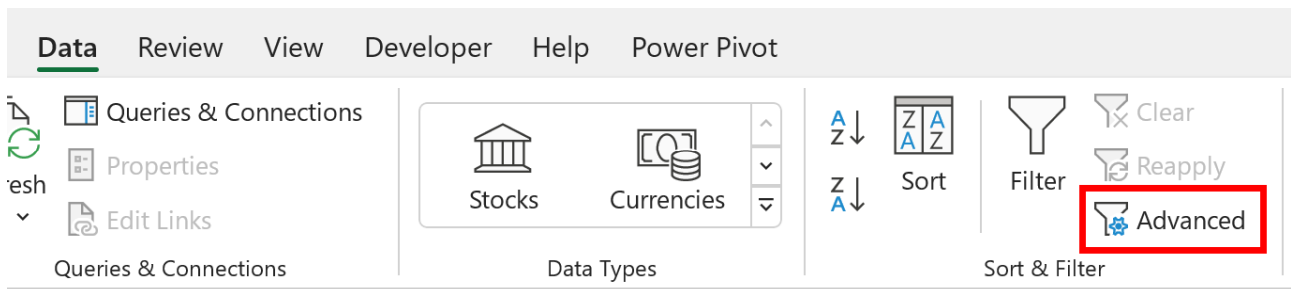 Data Review View Developer Help Power Pivot
Queries & Connections
Properties
resh
Edit Links
Queries & Connections
Stocks
Currencies
Data Types
A
Z
Z
A
Z A
A Z
Sort
Filter
Clear
Reapply
Advanced
Sort & Filter